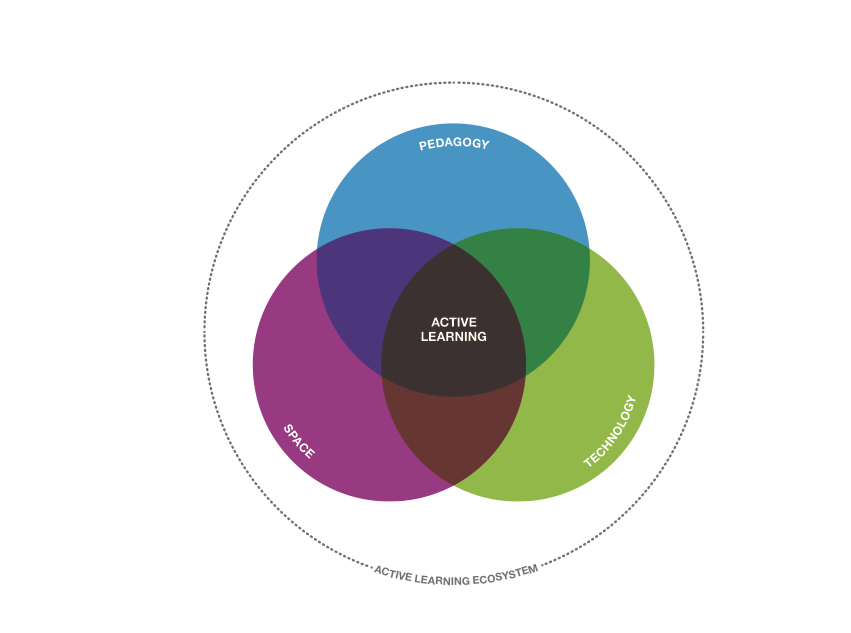 PEDAGOGY
ACTIVE
LEARNING
SPACE
TECHNOLOGY
ACTIVE LEARNING ECOSYSTEM